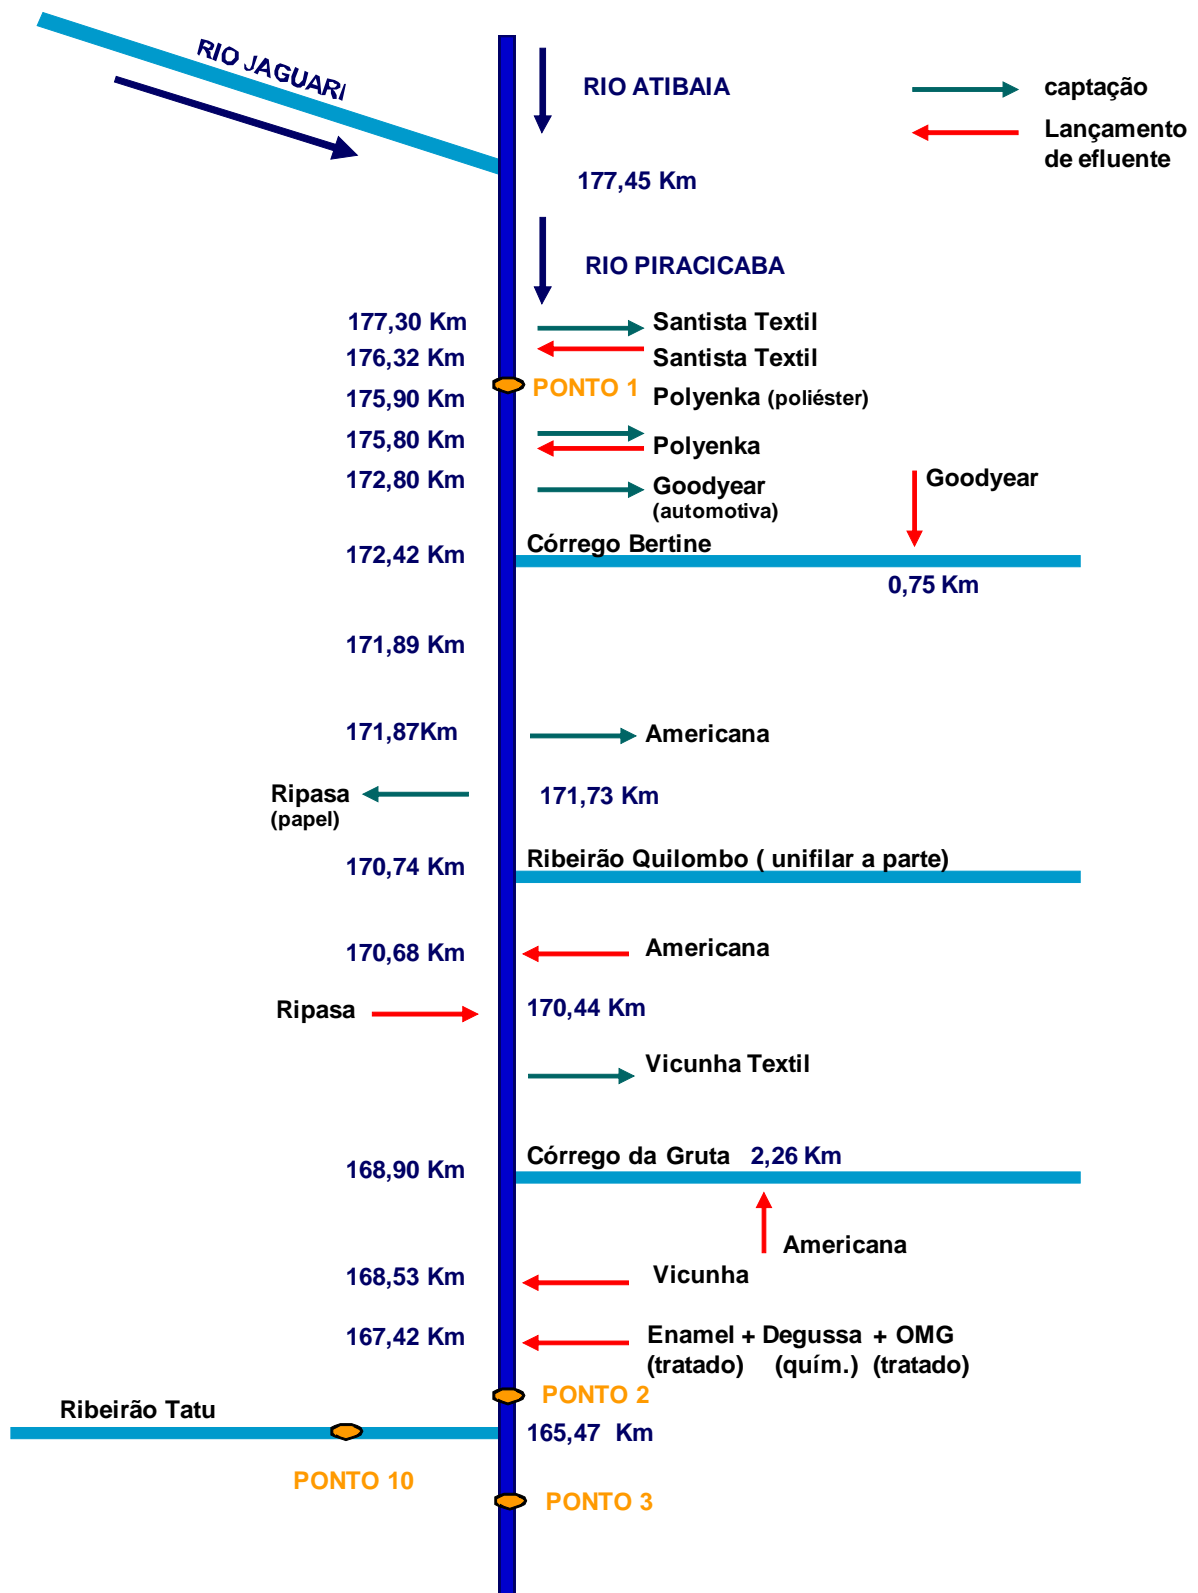 RIO JAGUARI
RIO ATIBAIA
captação
Lançamento
de efluente
177,45 Km
RIO PIRACICABA
177,30 Km
Santista Textil
176,32 Km
Santista Textil
PONTO 1
175,90 Km
Polyenka (poliéster)
175,80 Km
Polyenka
172,80 Km
Goodyear
(automotiva)
Goodyear
172,42 Km
Córrego Bertine
0,75 Km
171,89 Km
171,87Km
Americana
Ripasa
(papel)
171,73 Km
170,74 Km
Ribeirão Quilombo ( unifilar a parte)
170,68 Km
Americana
Ripasa
170,44 Km
Vicunha Textil
168,90 Km
Córrego da Gruta 2,26 Km
Americana
168,53 Km
Vicunha
167,42 Km
Enamel + Degussa + OMG
(tratado) (quím.) (tratado)
PONTO 2
Ribeirão Tatu
165,47 Km
PONTO 10
PONTO 3